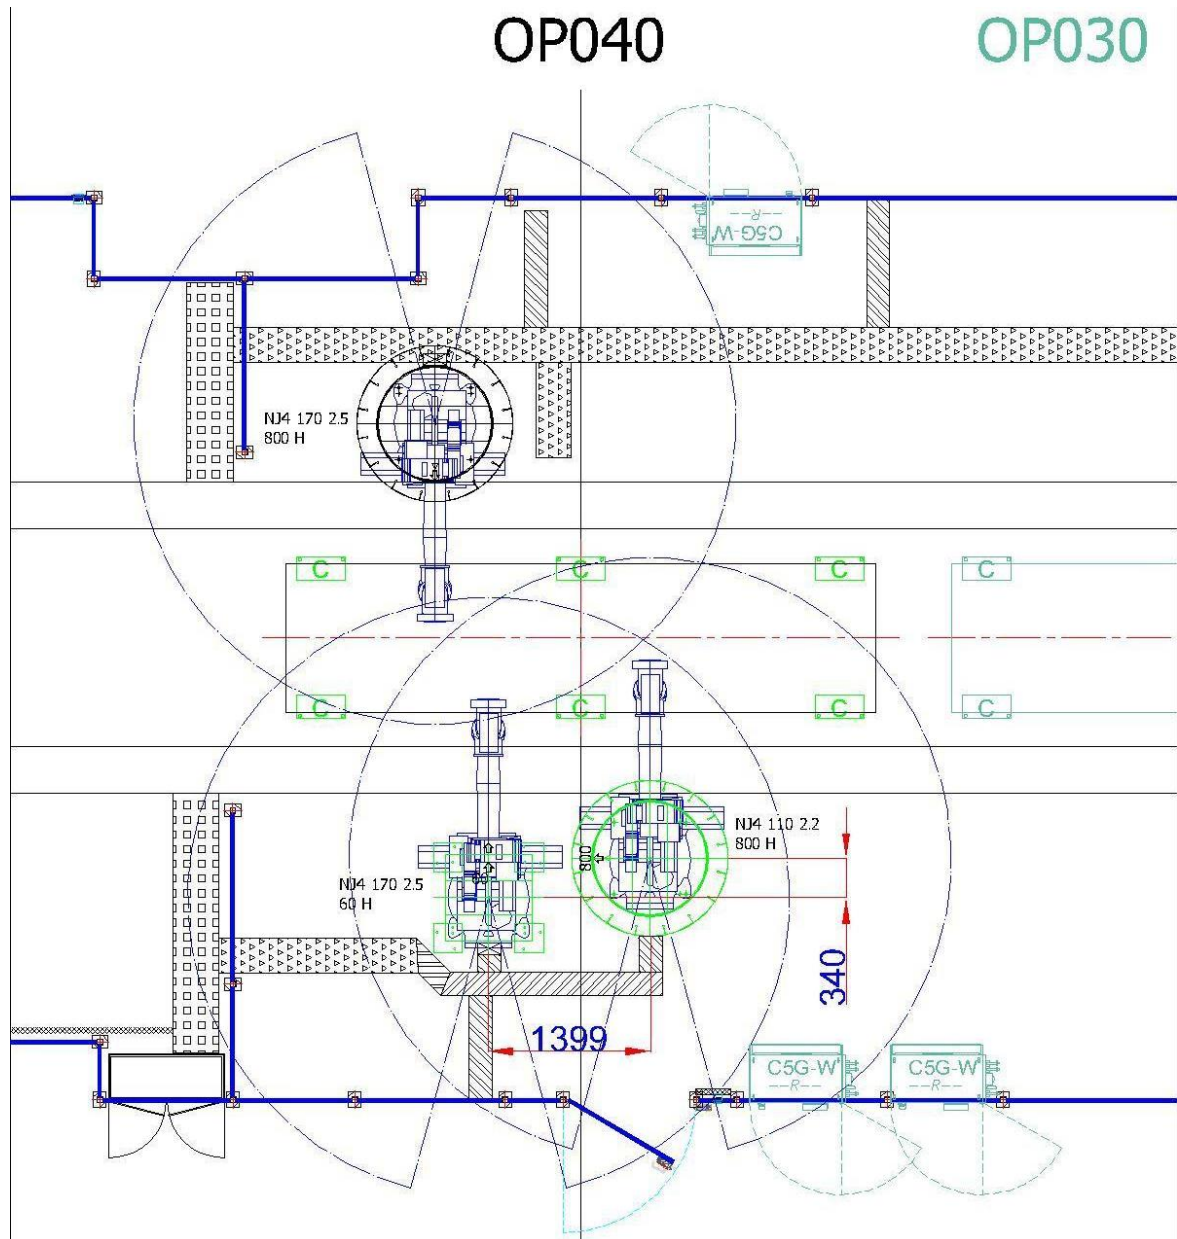 OP040
OP030
C5G-W
---R---
NJ4 170 2.5
800 H
C
C
C
C
C
C
C
C
NJ4 110 2.2
800 H
800
NJ4 170 2.5
60 H
340
1399
C5G-W
---R---
C5G-W
---R---